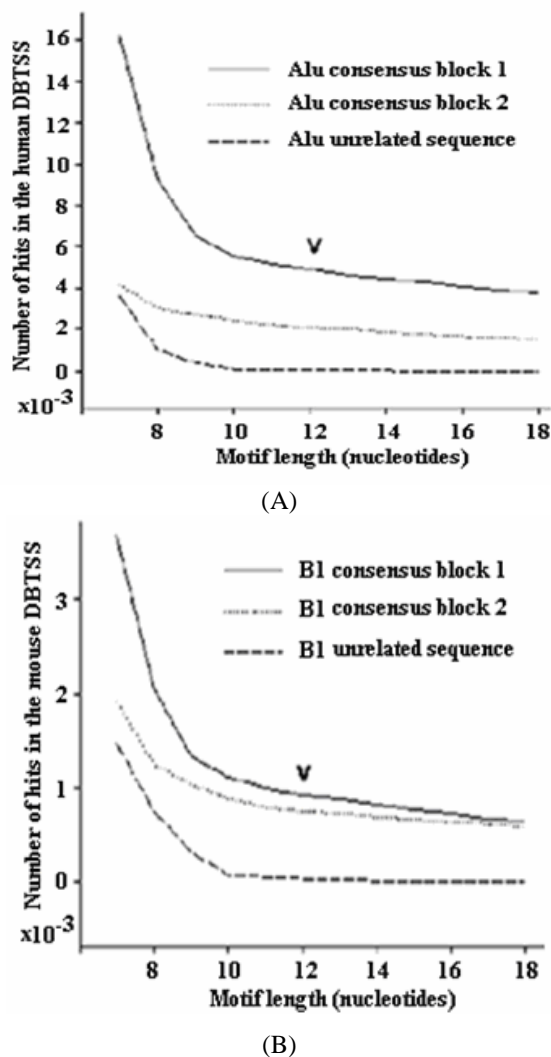 Number of hits in the human DBTSS
16
14
12
10
8
6
4
2
0
x10-3
Alu consensus block 1
Alu consensus block 2
Alu unrelated sequence
V
8 10 12 14 16 18
Motif length (nucleotides)
(A)
Number of hits in the mouse DBTSS
3
2
1
0
x10-3
B1 consensus block 1
B1 consensus block 2
B1 unrelated sequence
V
8 10 12 14 16 18
Motif length (nucleotides)
(B)